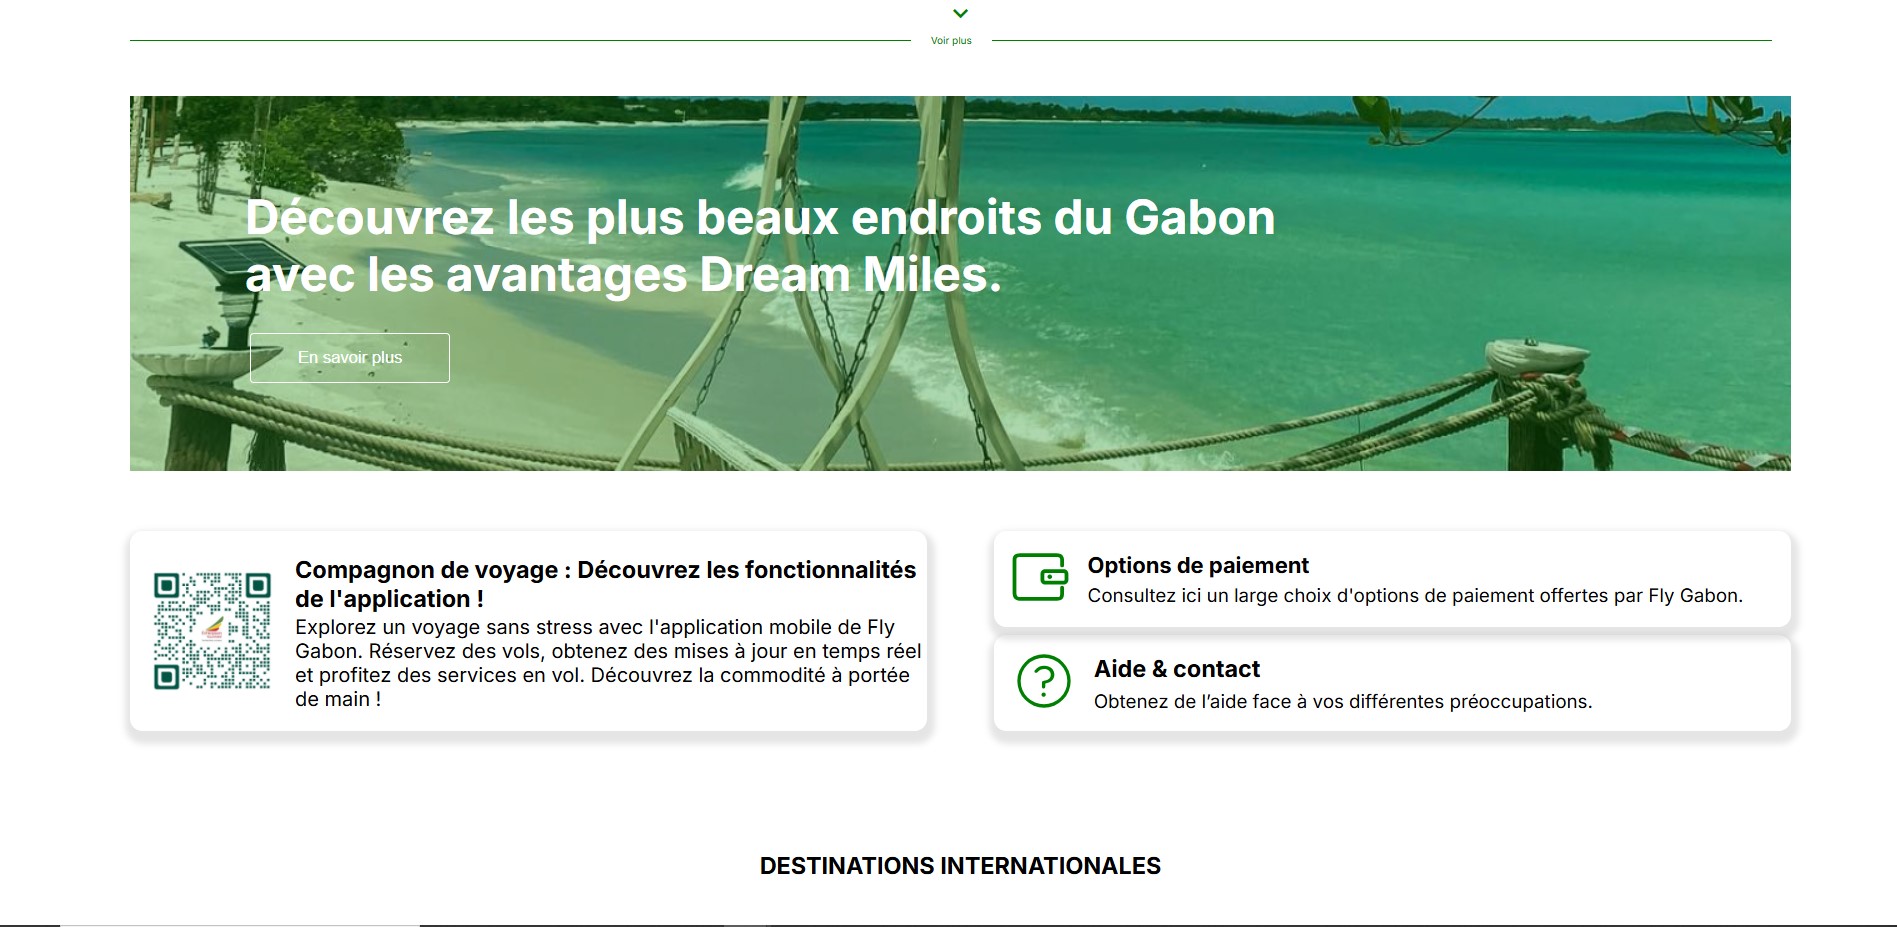 Voir plus
Découvrez les plus beaux endroits du Gabon
avec les avantages Dream Miles.
En savoir plus
Compagnon de voyage : Découvrez les fonctionnalités
de l'application !
Explorez un voyage sans stress avec l'application mobile de Fly
Gabon. Réservez des vols, obtenez des mises à jour en temps réel
et profitez des services en vol. Découvrez la commodité à portée
de main !
Options de paiement
Consultez ici un large choix d'options de paiement offertes par Fly Gabon.
Aide & contact
Obtenez de l’aide face à vos différentes préoccupations.
DESTINATIONS INTERNATIONALES